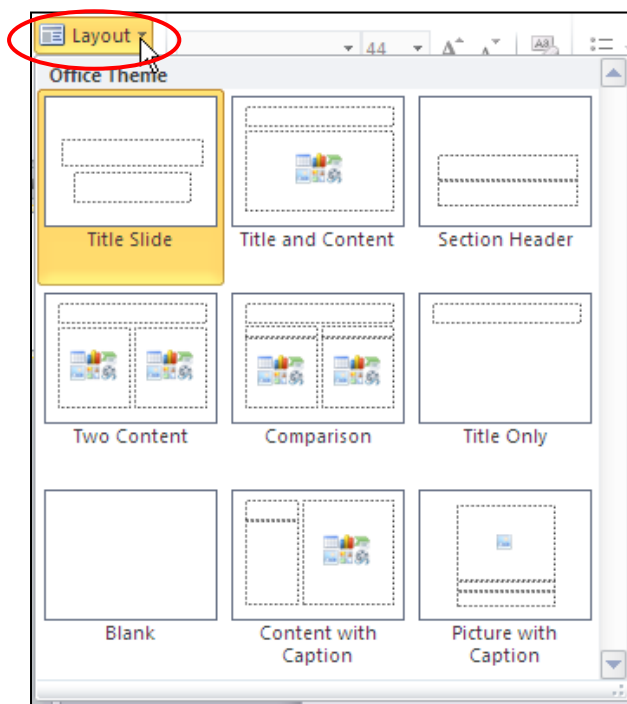 Layout
44
A A Aa
Office Theme
Title Slide
Title and Content
Section Header
Two Content
Comparison
Title Only
Blank
Content with
Caption
Picture with
Caption